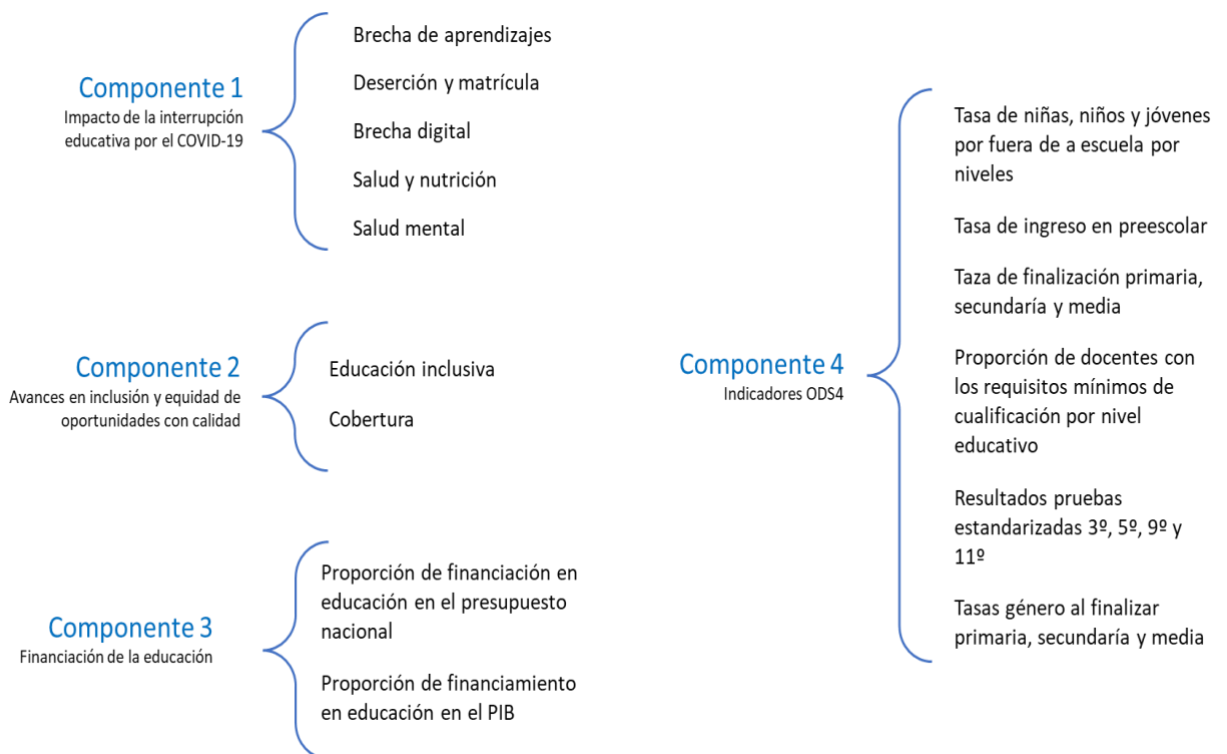 Componente 1
Impacto de la interrupción
educativa por el COVID-19
Brecha de aprendizajes
Deserción y matrícula
Brecha digital
Salud y nutrición
Salud mental
Componente 2
Avances en inclusión y equidad de
oportunidades con calidad
Educación inclusiva
Cobertura
Componente 3
Financiación de la educación
Proporción de financiación en
educación en el presupuesto
nacional
Proporción de financiamiento
en educación en el PIB
Componente 4
Indicadores ODS4
Tasa de niñas, niños y jóvenes
por fuera de a escuela por
niveles
Tasa de ingreso en preescolar
Taza de finalización primaria,
secundaría y media
Proporción de docentes con
los requisitos mínimos de
cualificación por nivel
educativo
Resultados pruebas
estandarizadas 3º, 5º, 9º y
11º
Tasas género al finalizar
primaria, secundaría y media